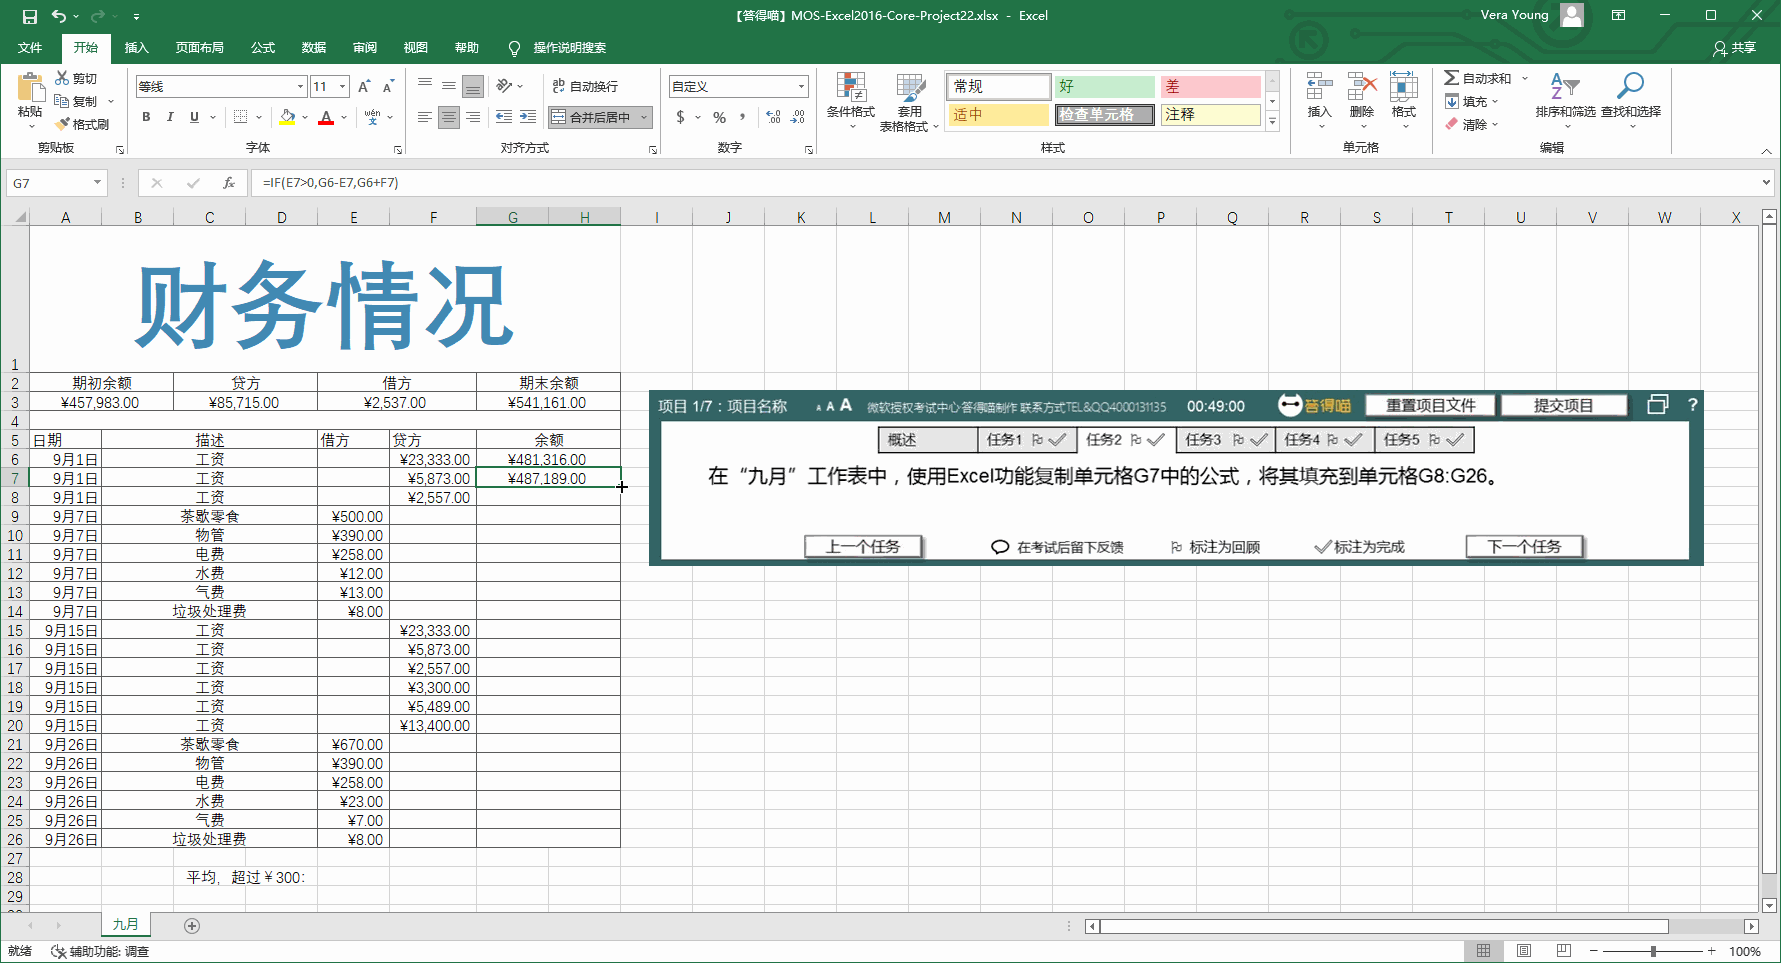 【答得喵】MOS-Excel2016-Core-Project22.xlsx - Excel
Vera Young
文件 开始 插入 页面布局 公式 数据 审阅 视图 帮助 操作说明搜索 共享
粘贴 剪切 复制 格式刷 剪贴板
等线 11 B I U A wén 文 字体
自动换行 合并后居中 对齐方式
自定义 $ % , 数字
条件格式 套用 表格格式 常规 好 差 适中 检查单元格 注释 样式
插入 删除 格式 单元格
自动求和 填充 清除 排序和筛选 查找和选择 编辑
G7 fx =IF(E7>0,G6-E7,G6+F7)
A B C D E F G H I J K L M N O P Q R S T U V W X
财务情况
1
2 期初余额 贷方 借方 期末余额
3 ¥457,983.00 ¥85,715.00 ¥2,537.00 ¥541,161.00
4
5 日期 描述 借方 贷方 余额
6 9月1日 工资 ¥23,333.00 ¥481,316.00
7 9月1日 工资 ¥5,873.00 ¥487,189.00
8 9月1日 工资 ¥2,557.00
9 9月7日 茶歇零食 ¥500.00
10 9月7日 物管 ¥390.00
11 9月7日 电费 ¥258.00
12 9月7日 水费 ¥12.00
13 9月7日 气费 ¥13.00
14 9月7日 垃圾处理费 ¥8.00
15 9月15日 工资 ¥23,333.00
16 9月15日 工资 ¥5,873.00
17 9月15日 工资 ¥2,557.00
18 9月15日 工资 ¥3,300.00
19 9月15日 工资 ¥5,489.00
20 9月15日 工资 ¥13,400.00
21 9月26日 茶歇零食 ¥670.00
22 9月26日 物管 ¥390.00
23 9月26日 电费 ¥258.00
24 9月26日 水费 ¥23.00
25 9月26日 气费 ¥7.00
26 9月26日 垃圾处理费 ¥8.00
27
28 平均，超过￥300：
29
项目 1/7：项目名称 A A A 微软授权考试中心·答得喵制作 联系方式TEL&QQ4000131135 00:49:00 答得喵 重置项目文件 提交项目 ?
概述 任务1 任务2 任务3 任务4 任务5
在“九月”工作表中，使用Excel功能复制单元格G7中的公式，将其填充到单元格G8:G26。
上一个任务 在考试后留下反馈 标注为回顾 标注为完成 下一个任务
九月
就绪 辅助功能: 调查 100%